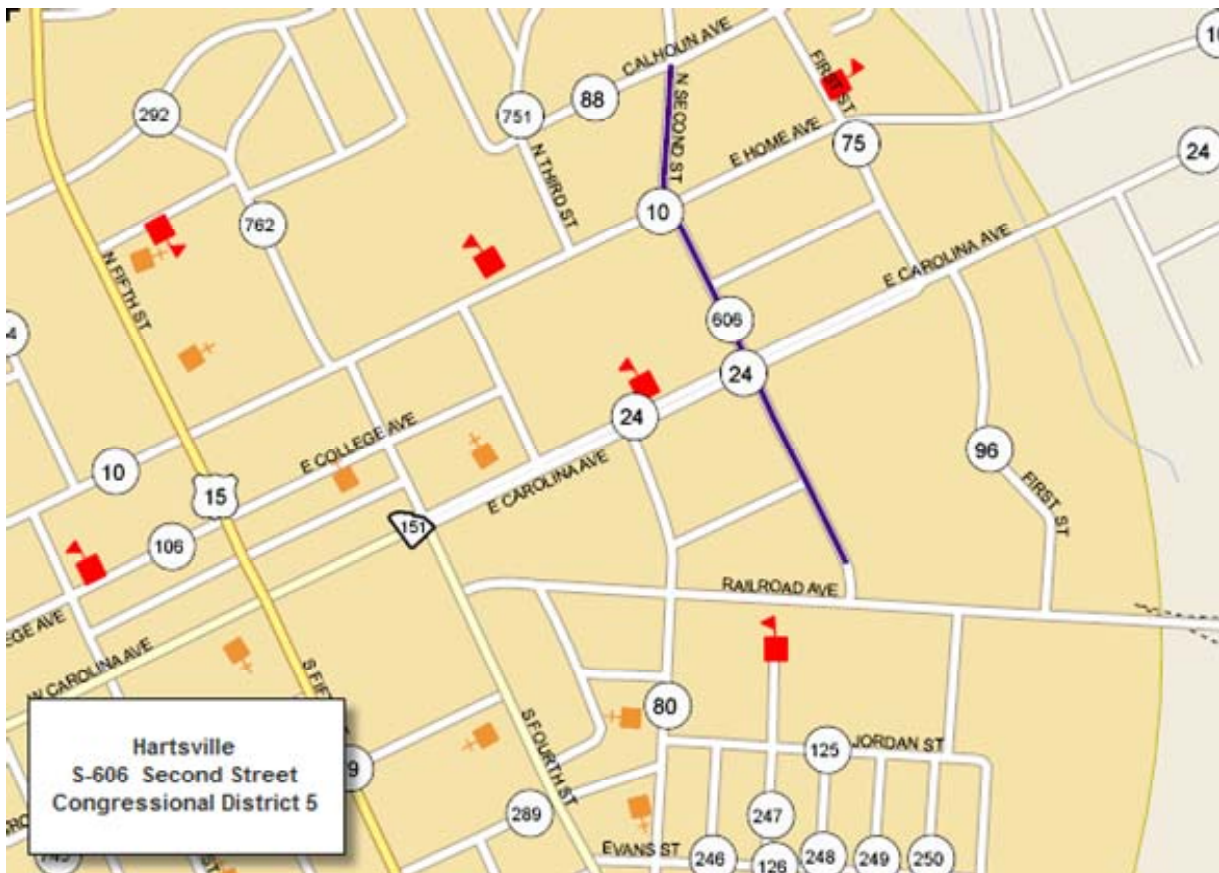 CALHOUN AVE
10
88
N SECOND ST
FIRST ST
292
751
75
24
E HOME AVE
N THIRD ST
10
762
E CAROLINA AVE
N FIFTH ST
606
24
24
E COLLEGE AVE
96
10
15
E CAROLINA AVE
FIRST ST
151
106
RAILROAD AVE
W CAROLINA AVE
80
S FOURTH ST
125
JORDAN ST
Hartsville
S-606 Second Street
Congressional District 5
289
247
EVANS ST
246
126
248
249
250